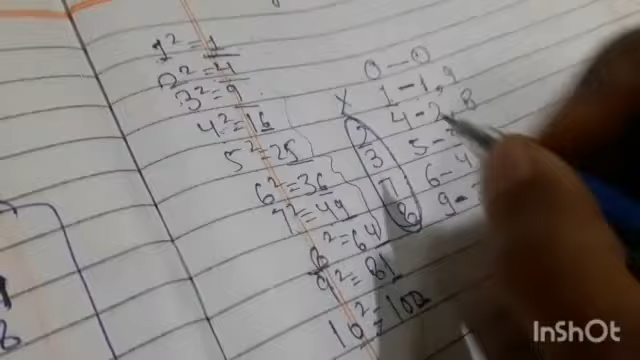 1² = 1
2² = 4
3² = 9
4² = 16
5² = 25
6² = 36
7² = 49
8² = 64
9² = 81
10² = 100
0 - 0
1 - 1, 9
4 - 2, 8
5 -
6 - 4
9 -
X
2
3
7
8
InShOt